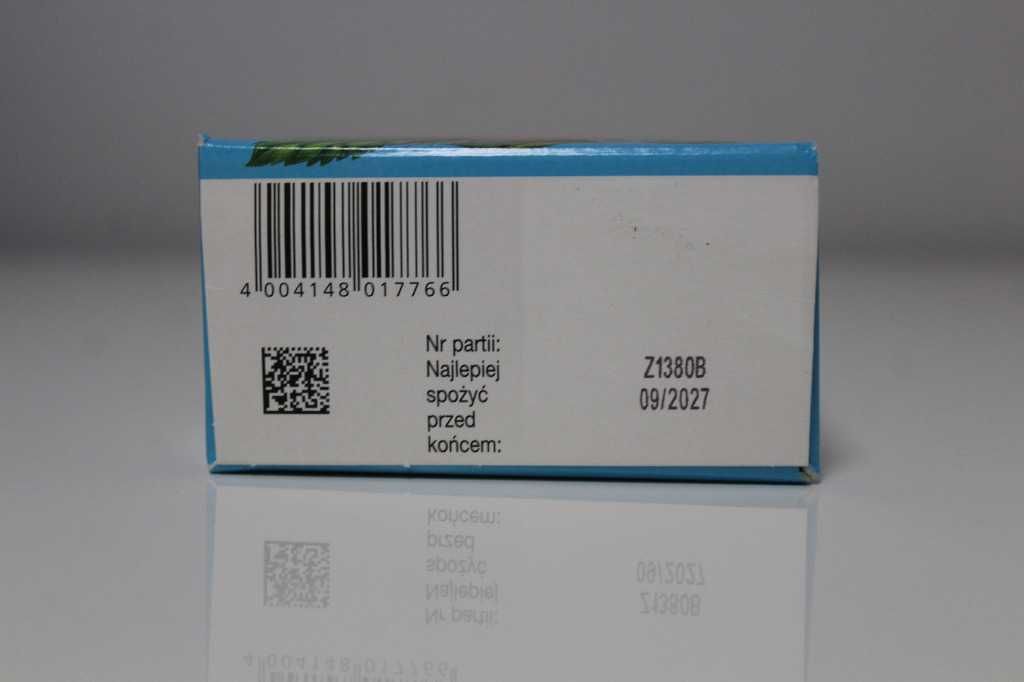 4 004148 017766
Nr partii:
Najlepiej
spożyć
przed
końcem:
Z1380B
09/2027